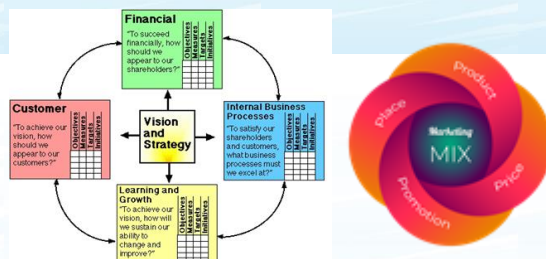 Financial
"To succeed
financially, how
should we
appear to our
shareholders?"
Objectives
Measures
Targets
Initiatives
Customer
"To achieve our
vision, how
should we
appear to our
customers?"
Objectives
Measures
Targets
Initiatives
Vision
and
Strategy
Internal Business
Processes
"To satisfy our
shareholders
and customers,
what business
processes must
we excel at?"
Objectives
Measures
Targets
Initiatives
Learning and
Growth
"To achieve our
vision, how will
we sustain our
ability to
change and
improve?"
Objectives
Measures
Targets
Initiatives
Place
Product
Marketing
MIX
Promotion
Price